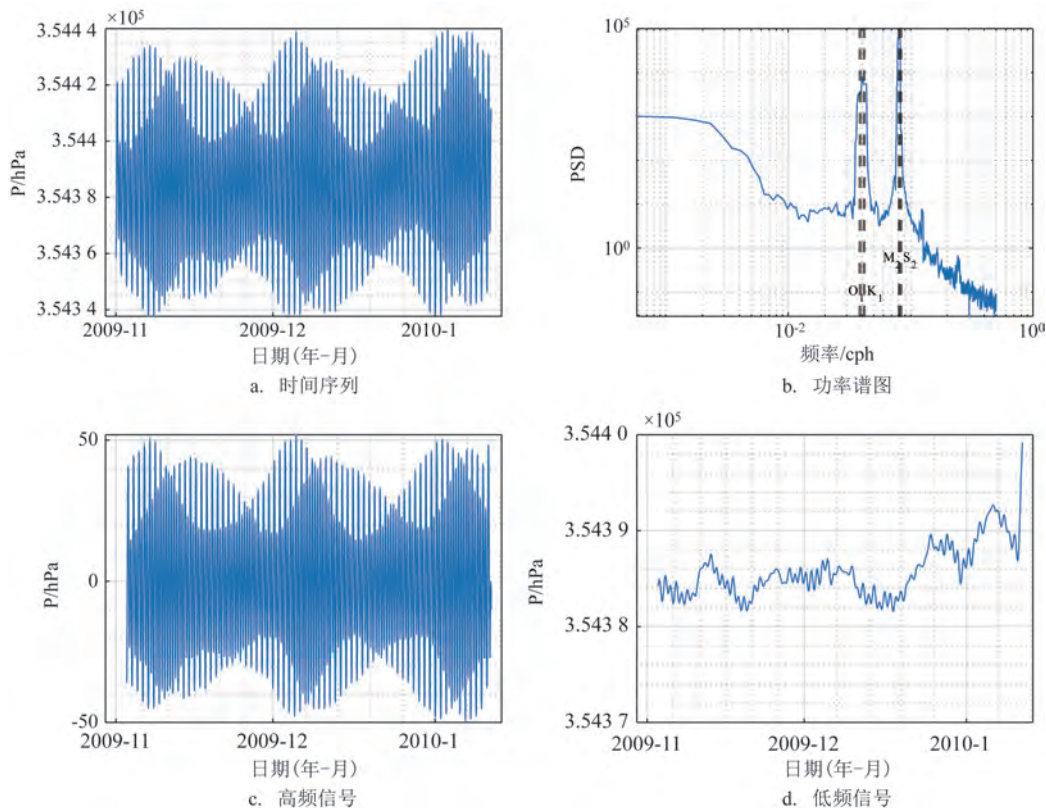 ×10⁵
3.544 4
3.544 2
3.544
3.543 8
3.543 6
3.543 4
P/hPa
2009-11 2009-12 2010-1
日期(年-月)
a. 时间序列
10⁵
10⁰
PSD
M₂ S₂
O₁ K₁
10⁻² 10⁰
频率/cph
b. 功率谱图
50
0
-50
P/hPa
2009-11 2009-12 2010-1
日期(年-月)
c. 高频信号
×10⁵
3.544 0
3.543 9
3.543 8
3.543 7
P/hPa
2009-11 2009-12 2010-1
日期(年-月)
d. 低频信号